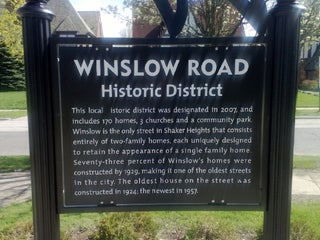 WINSLOW ROAD
Historic District
This local istoric district was designated in 2007, and
includes 170 homes, 3 churches and a community park
Winslow is the only street in Shaker Heights that consists
entirely of two-family homes, each uniquely designed
to retain the appearance of a single family home.
Seventy-three percent of Winslow's homes were
constructed by 1929, making it one of the oldest streets
in the city. The oldest house on the street was
constructed in 1924; the newest in 1957.